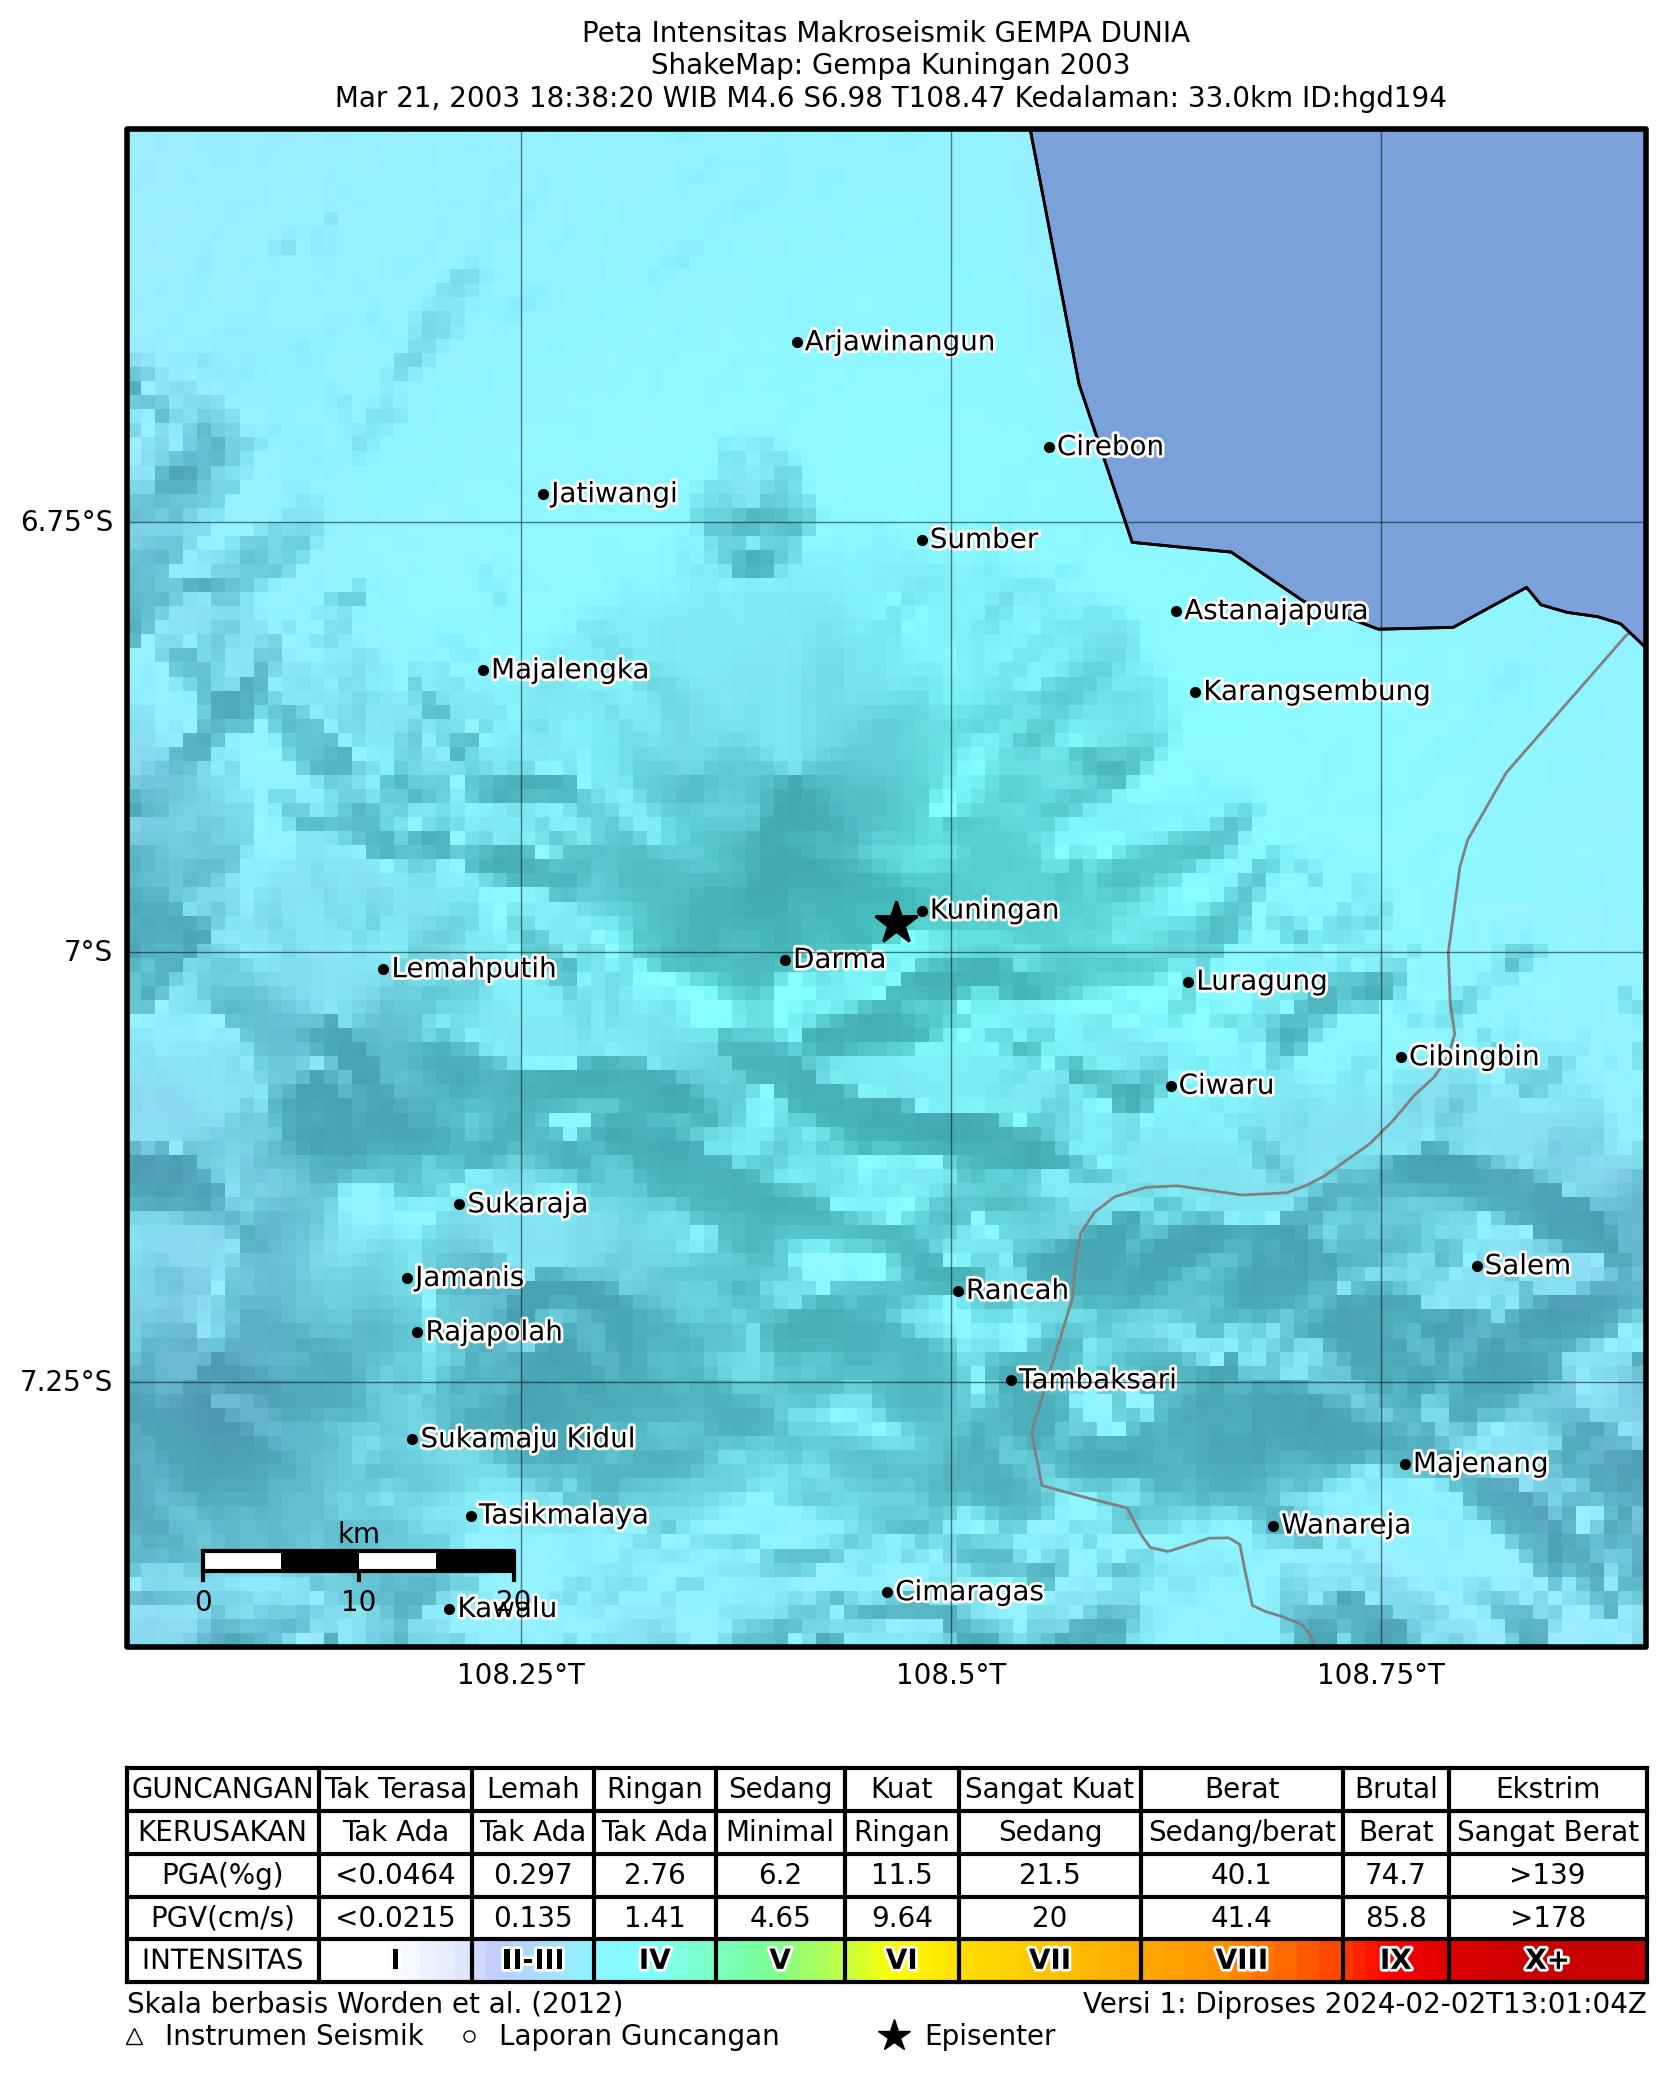 Peta Intensitas Makroseismik GEMPA DUNIA
ShakeMap: Gempa Kuningan 2003
Mar 21, 2003 18:38:20 WIB M4.6 S6.98 T108.47 Kedalaman: 33.0km ID:hgd194
Arjawinangun
Cirebon
Jatiwangi
6.75°S
Sumber
Astanajapura
Majalengka
Karangsembung
Kuningan
7°S
Darma
Lemahputih
Luragung
Cibingbin
Ciwaru
Sukaraja
Salem
Jamanis
Rancah
Rajapolah
7.25°S
Tambaksari
Sukamaju Kidul
Majenang
Tasikmalaya
Wanareja
km
Cimaragas
0 10 20
Kawalu
108.25°T 108.5°T 108.75°T
GUNCANGAN Tak Terasa Lemah Ringan Sedang Kuat Sangat Kuat Berat Brutal Ekstrim
KERUSAKAN Tak Ada Tak Ada Tak Ada Minimal Ringan Sedang Sedang/berat Berat Sangat Berat
PGA(%g) <0.0464 0.297 2.76 6.2 11.5 21.5 40.1 74.7 >139
PGV(cm/s) <0.0215 0.135 1.41 4.65 9.64 20 41.4 85.8 >178
INTENSITAS I II-III IV V VI VII VIII IX X+
Skala berbasis Worden et al. (2012) Versi 1: Diproses 2024-02-02T13:01:04Z
Instrumen Seismik Laporan Guncangan Episenter